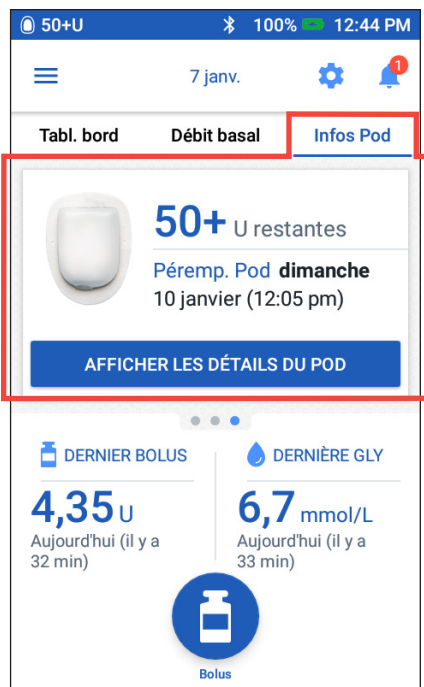 50+U 100% 12:44 PM
7 janv. 1
Tabl. bord Débit basal Infos Pod
50+ U restantes
Péremp. Pod dimanche
10 janvier (12:05 pm)
AFFICHER LES DÉTAILS DU POD
DERNIER BOLUS
4,35 U
Aujourd'hui (il y a
32 min)
DERNIÈRE GLY
6,7 mmol/L
Aujourd'hui (il y a
33 min)
Bolus